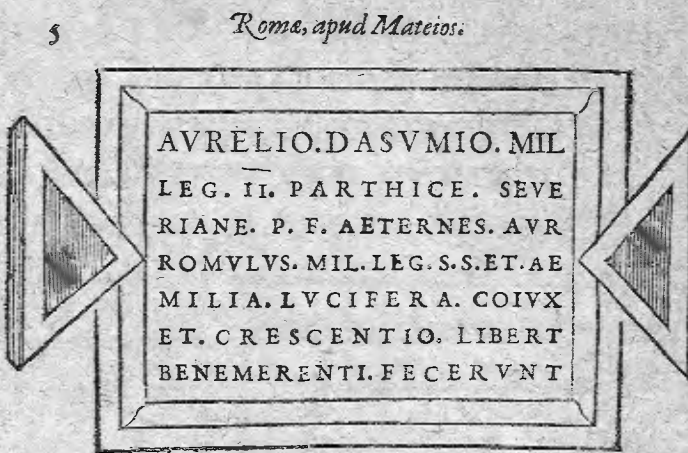 5 Romæ, apud Mateios.
AVRELIO.DASVMIO. MIL
LEG. II. PARTHICE. SEVE
RIANE. P. F. AETERNES. AVR
ROMVLVS. MIL. LEG. S.S. ET. AE
MILIA. LVCIFERA. COIVX
ET. CRESCENTIO. LIBERT
BENEMERENTI. FECERVNT